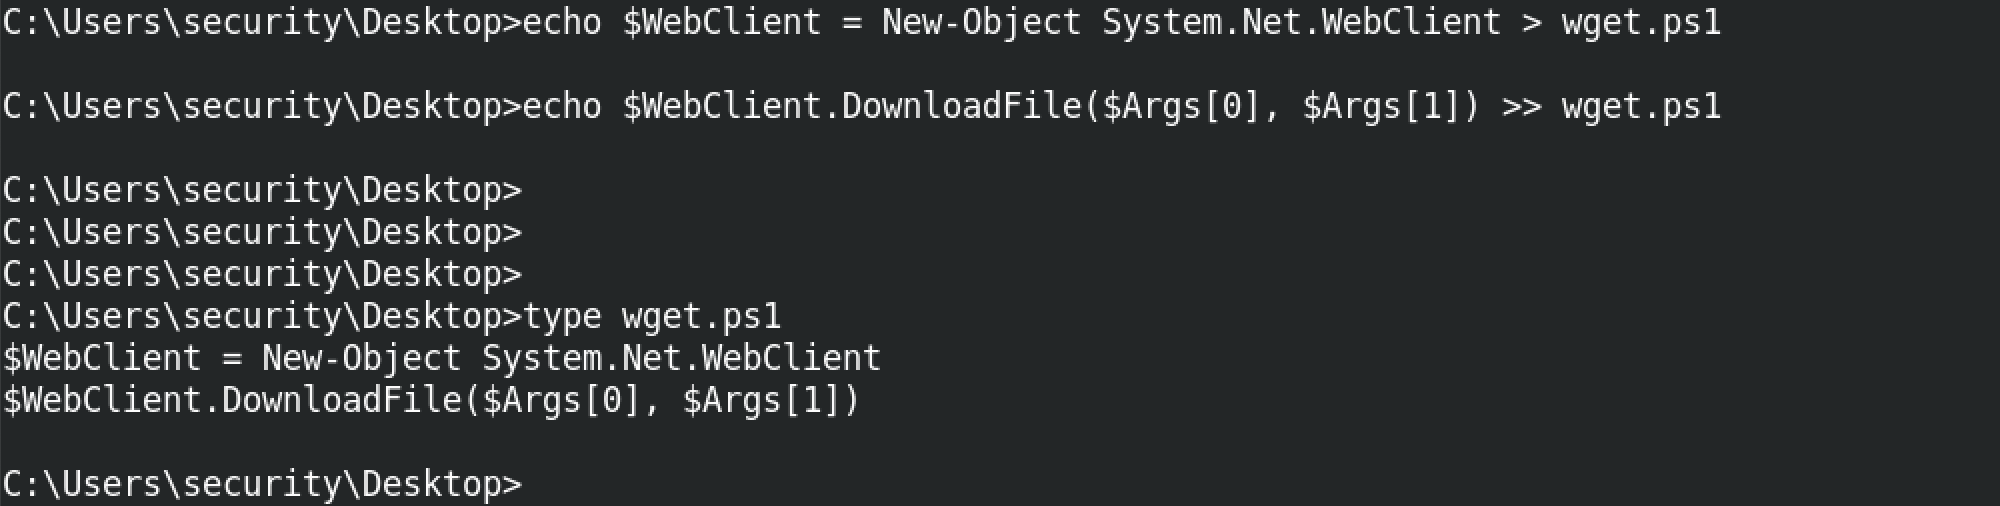 C:\Users\security\Desktop>echo $WebClient = New-Object System.Net.WebClient > wget.ps1
C:\Users\security\Desktop>echo $WebClient.DownloadFile($Args[0], $Args[1]) >> wget.ps1
C:\Users\security\Desktop>
C:\Users\security\Desktop>
C:\Users\security\Desktop>
C:\Users\security\Desktop>type wget.ps1
$WebClient = New-Object System.Net.WebClient
$WebClient.DownloadFile($Args[0], $Args[1])
C:\Users\security\Desktop>